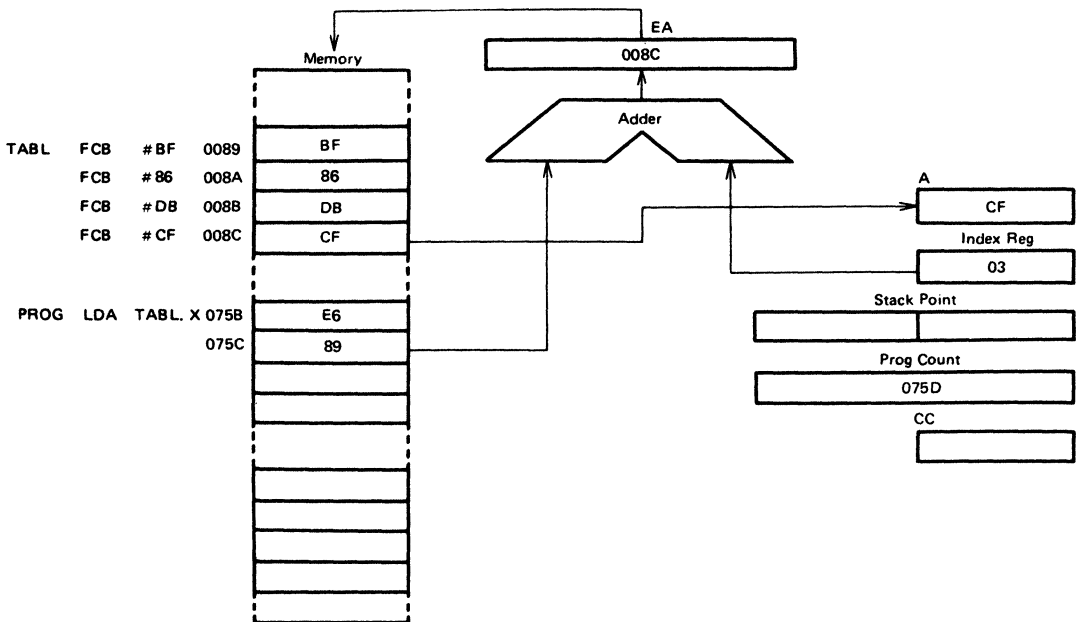 EA
008C
Memory
Adder
TABL FCB #BF 0089 BF
FCB #86 008A 86
FCB #DB 008B DB
FCB #CF 008C CF
A
CF
Index Reg
03
Stack Point
PROG LDA TABL. X 075B E6
075C 89
Prog Count
075D
CC